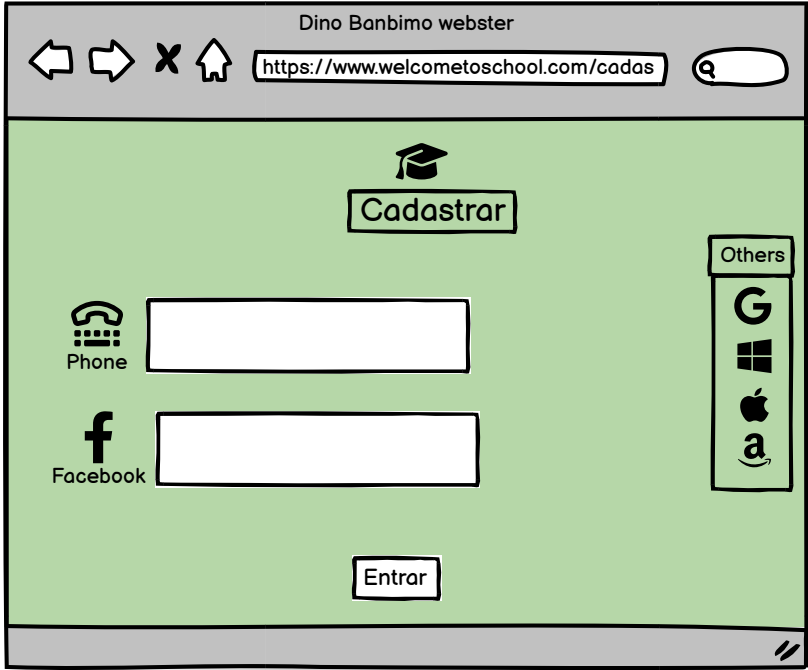 Dino Banbimo webster
https://www.welcometoschool.com/cadas
Cadastrar
Others
Phone
Facebook
Entrar